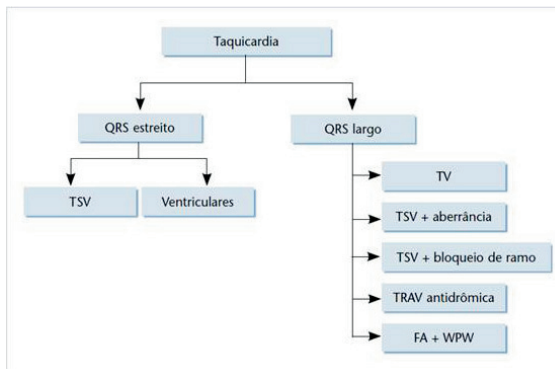 Taquicardia
QRS estreito
QRS largo
TSV
Ventriculares
TV
TSV + aberrância
TSV + bloqueio de ramo
TRAV antidrômica
FA + WPW